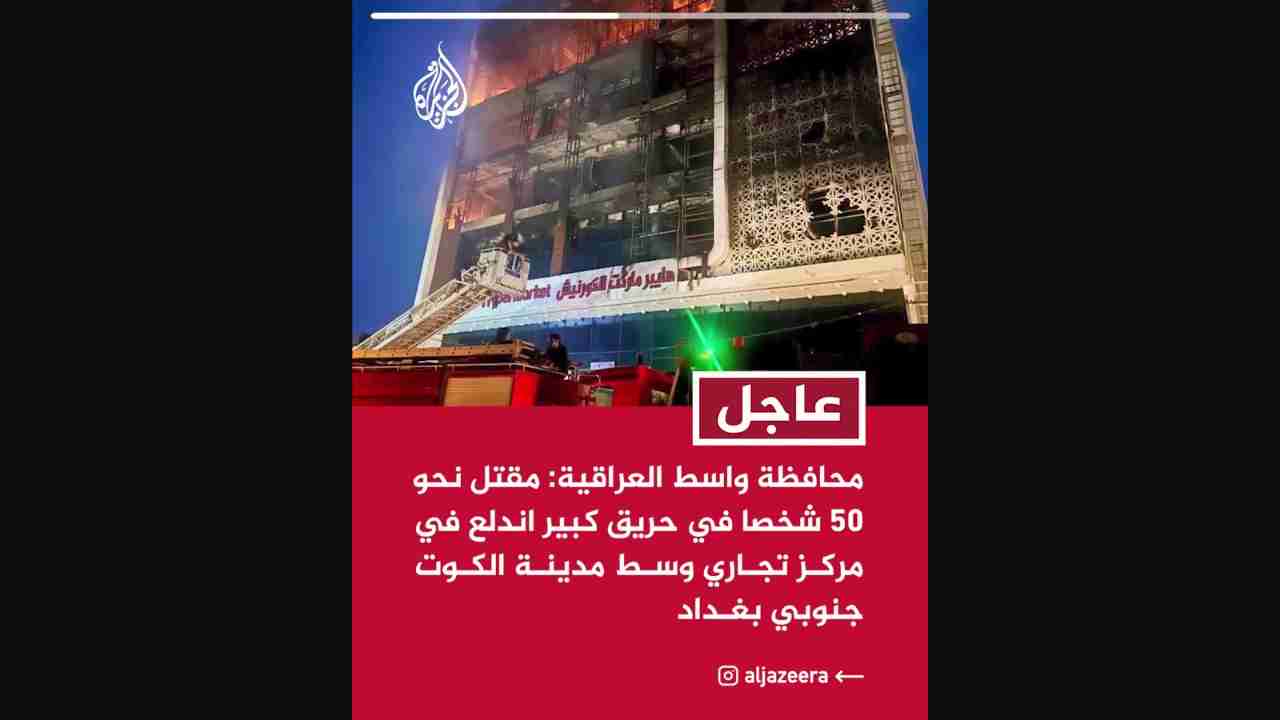 الجزيرة
هايبر ماركت الكورنيش
عاجل
محافظة واسط العراقية: مقتل نحو
50 شخصا في حريق كبير اندلع في
مركز تجاري وسط مدينة الكوت
جنوبي بغداد
aljazeera